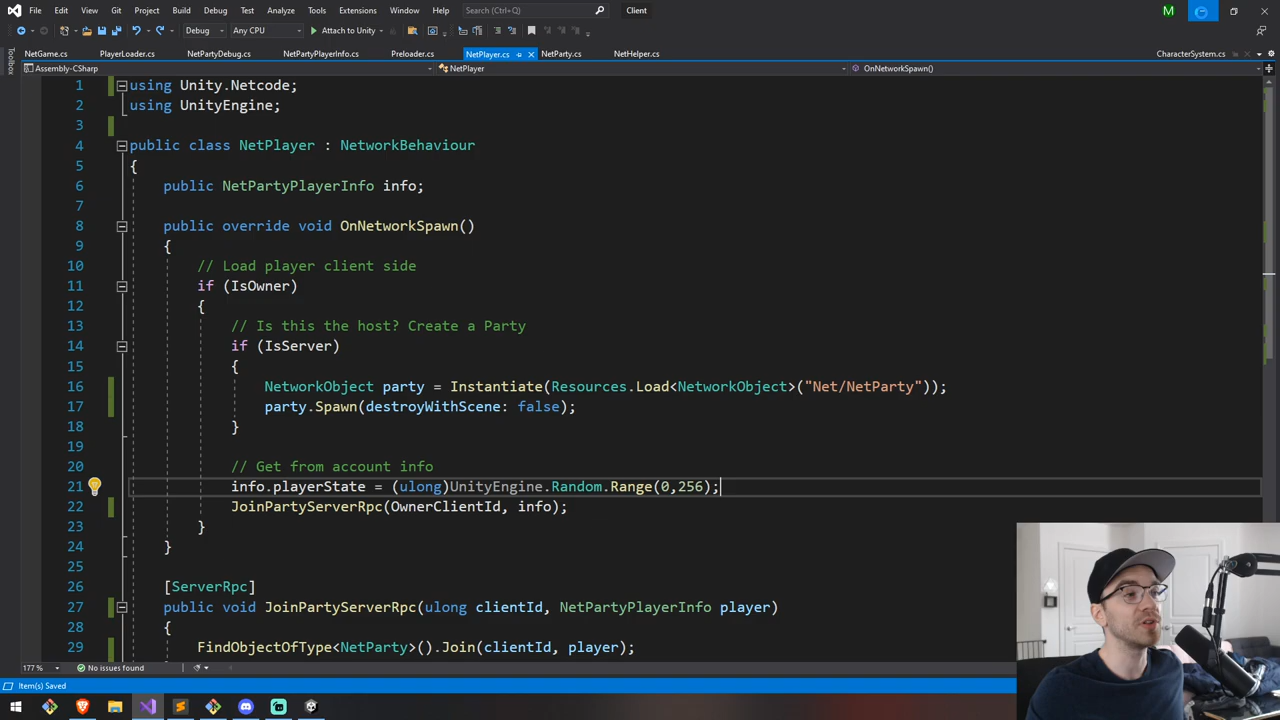 File Edit View Git Project Build Debug Test Analyze Tools Extensions Window Help Search (Ctrl+Q) Client M
Debug Any CPU Attach to Unity
NetGame.cs PlayerLoader.cs NetPartyDebug.cs NetPartyPlayerInfo.cs Preloader.cs NetPlayer.cs NetParty.cs NetHelper.cs CharacterSystem.cs
Toolbox
Assembly-CSharp NetPlayer OnNetworkSpawn()
1 using Unity.Netcode;
2 using UnityEngine;
3
4 public class NetPlayer : NetworkBehaviour
5 {
6 public NetPartyPlayerInfo info;
7
8 public override void OnNetworkSpawn()
9 {
10 // Load player client side
11 if (IsOwner)
12 {
13 // Is this the host? Create a Party
14 if (IsServer)
15 {
16 NetworkObject party = Instantiate(Resources.Load<NetworkObject>("Net/NetParty"));
17 party.Spawn(destroyWithScene: false);
18 }
19
20 // Get from account info
21 info.playerState = (ulong)UnityEngine.Random.Range(0,256);
22 JoinPartyServerRpc(OwnerClientId, info);
23 }
24 }
25
26 [ServerRpc]
27 public void JoinPartyServerRpc(ulong clientId, NetPartyPlayerInfo player)
28 {
29 FindObjectOfType<NetParty>().Join(clientId, player);
177 % No issues found
Item(s) Saved